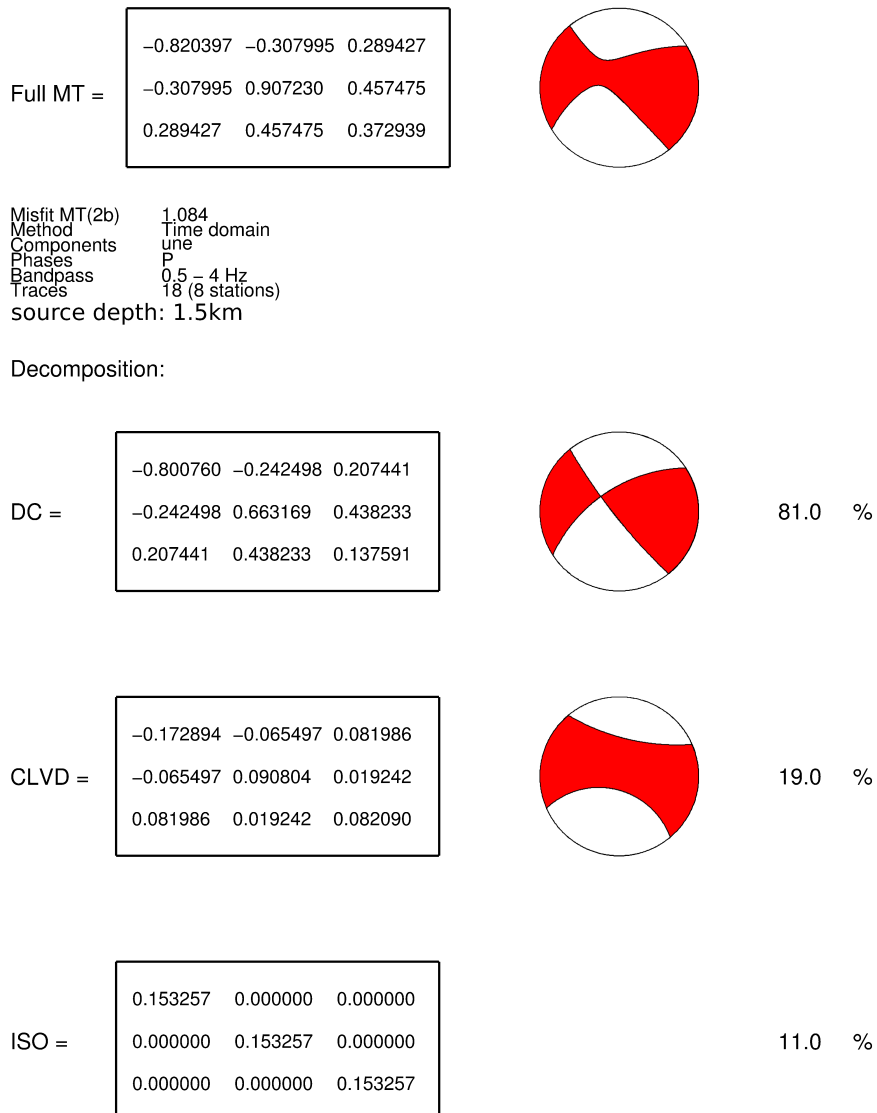 −0.820397 −0.307995 0.289427
Full MT = −0.307995 0.907230 0.457475
0.289427 0.457475 0.372939
Misfit MT(2b) 1.084
Method Time domain
Components une
Phases P
Bandpass 0.5 − 4 Hz
Traces 18 (8 stations)
source depth: 1.5km
Decomposition:
−0.800760 −0.242498 0.207441
DC = −0.242498 0.663169 0.438233 81.0 %
0.207441 0.438233 0.137591
−0.172894 −0.065497 0.081986
CLVD = −0.065497 0.090804 0.019242 19.0 %
0.081986 0.019242 0.082090
0.153257 0.000000 0.000000
ISO = 0.000000 0.153257 0.000000 11.0 %
0.000000 0.000000 0.153257